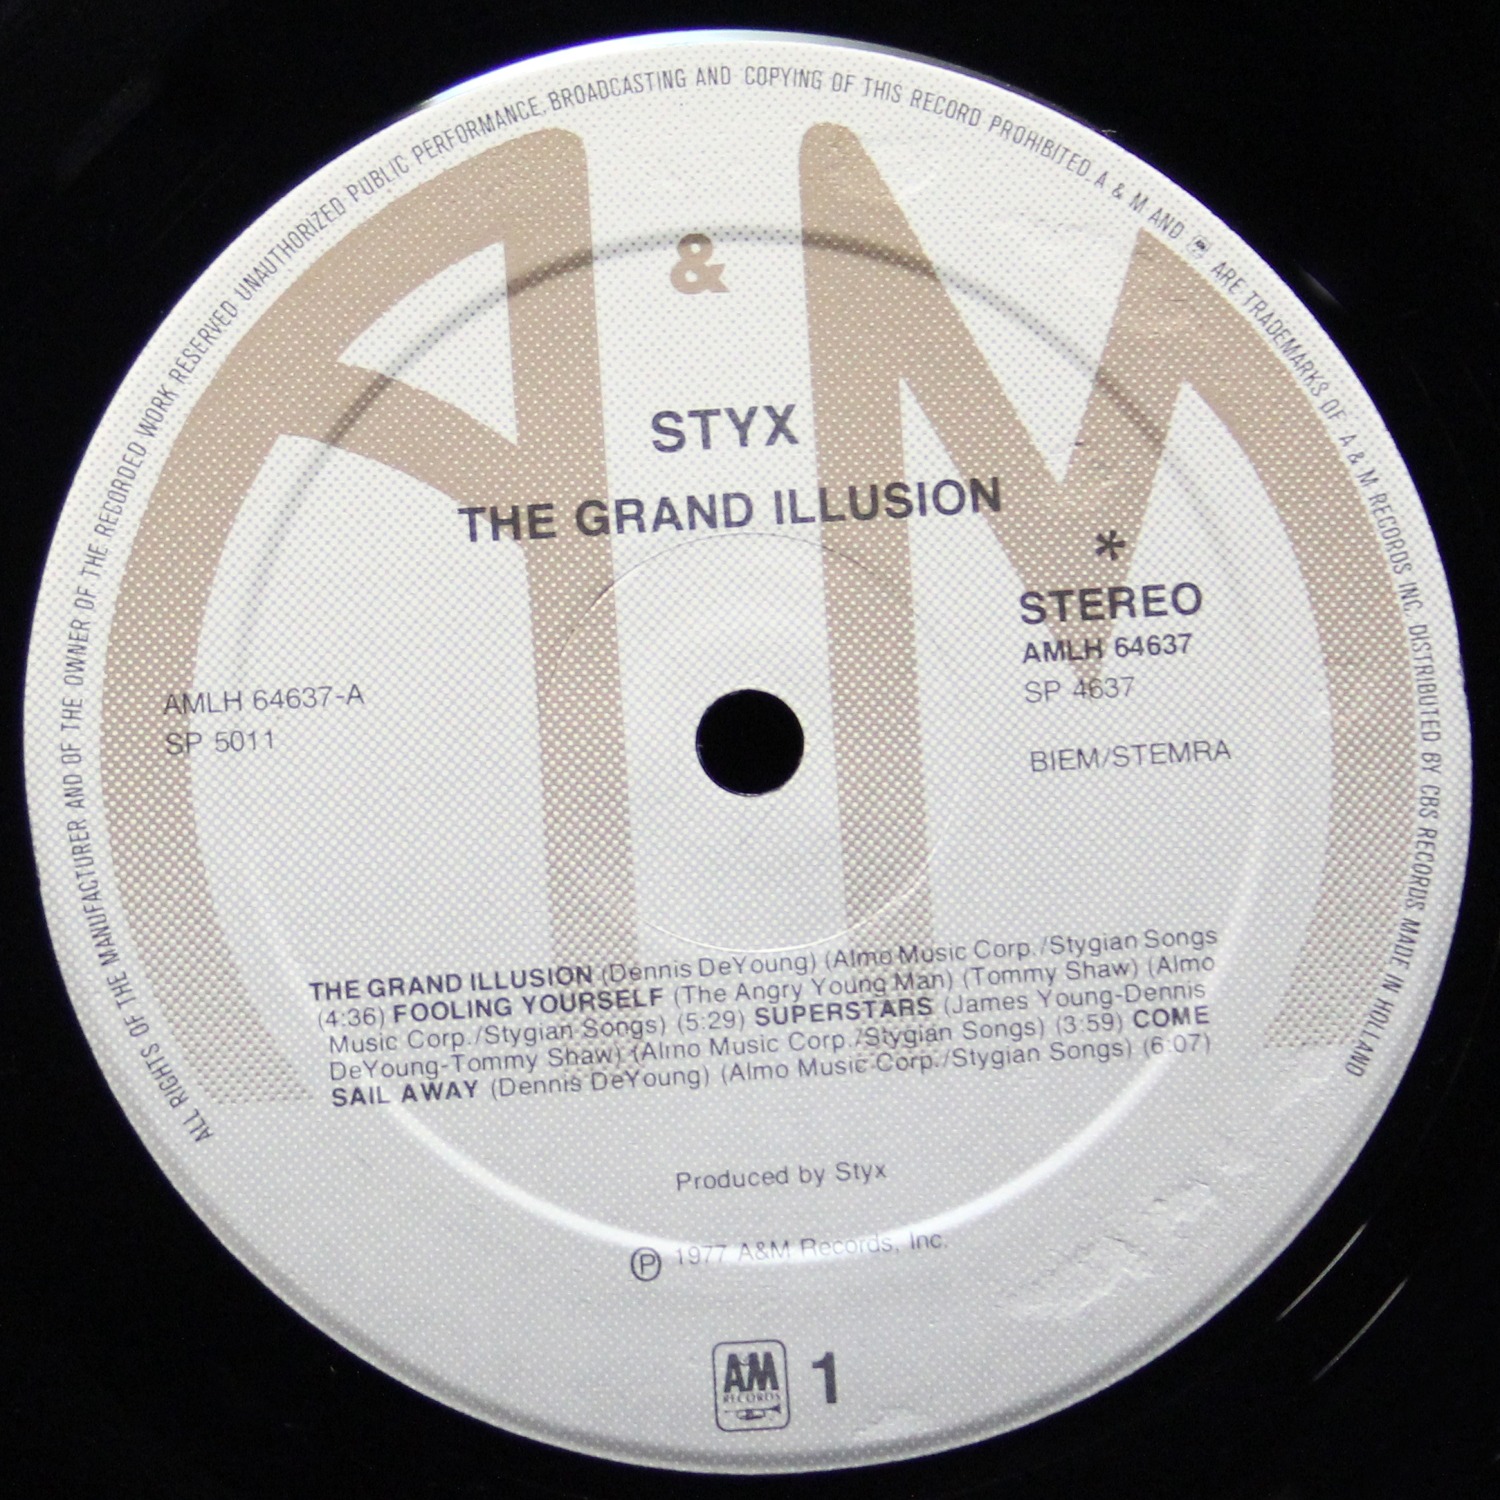 ALL RIGHTS OF THE MANUFACTURER AND OF THE OWNER OF THE RECORDED WORK RESERVED UNAUTHORIZED PUBLIC PERFORMANCE, BROADCASTING AND COPYING OF THIS RECORD PROHIBITED. A & M AND ARE TRADEMARKS OF A & M RECORDS INC. DISTRIBUTED BY CBS RECORDS MADE IN HOLLAND
A & M
STYX
THE GRAND ILLUSION
*
STEREO
AMLH 64637
SP 4637
BIEM/STEMRA
AMLH 64637-A
SP 5011
THE GRAND ILLUSION (Dennis DeYoung) (Almo Music Corp./Stygian Songs
(4:36) FOOLING YOURSELF (The Angry Young Man) (Tommy Shaw) (Almo
Music Corp./Stygian Songs) (5:29) SUPERSTARS (James Young-Dennis
DeYoung-Tommy Shaw) (Almo Music Corp./Stygian Songs) (3:59) COME
SAIL AWAY (Dennis DeYoung) (Almo Music Corp./Stygian Songs) (6:07)
Produced by Styx
℗ 1977 A&M Records, Inc.
AM 1
RECORDS